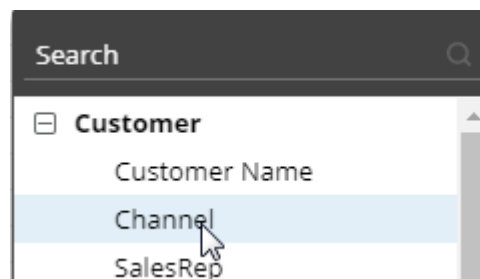 Search
Customer
Customer Name
Channel
SalesRep